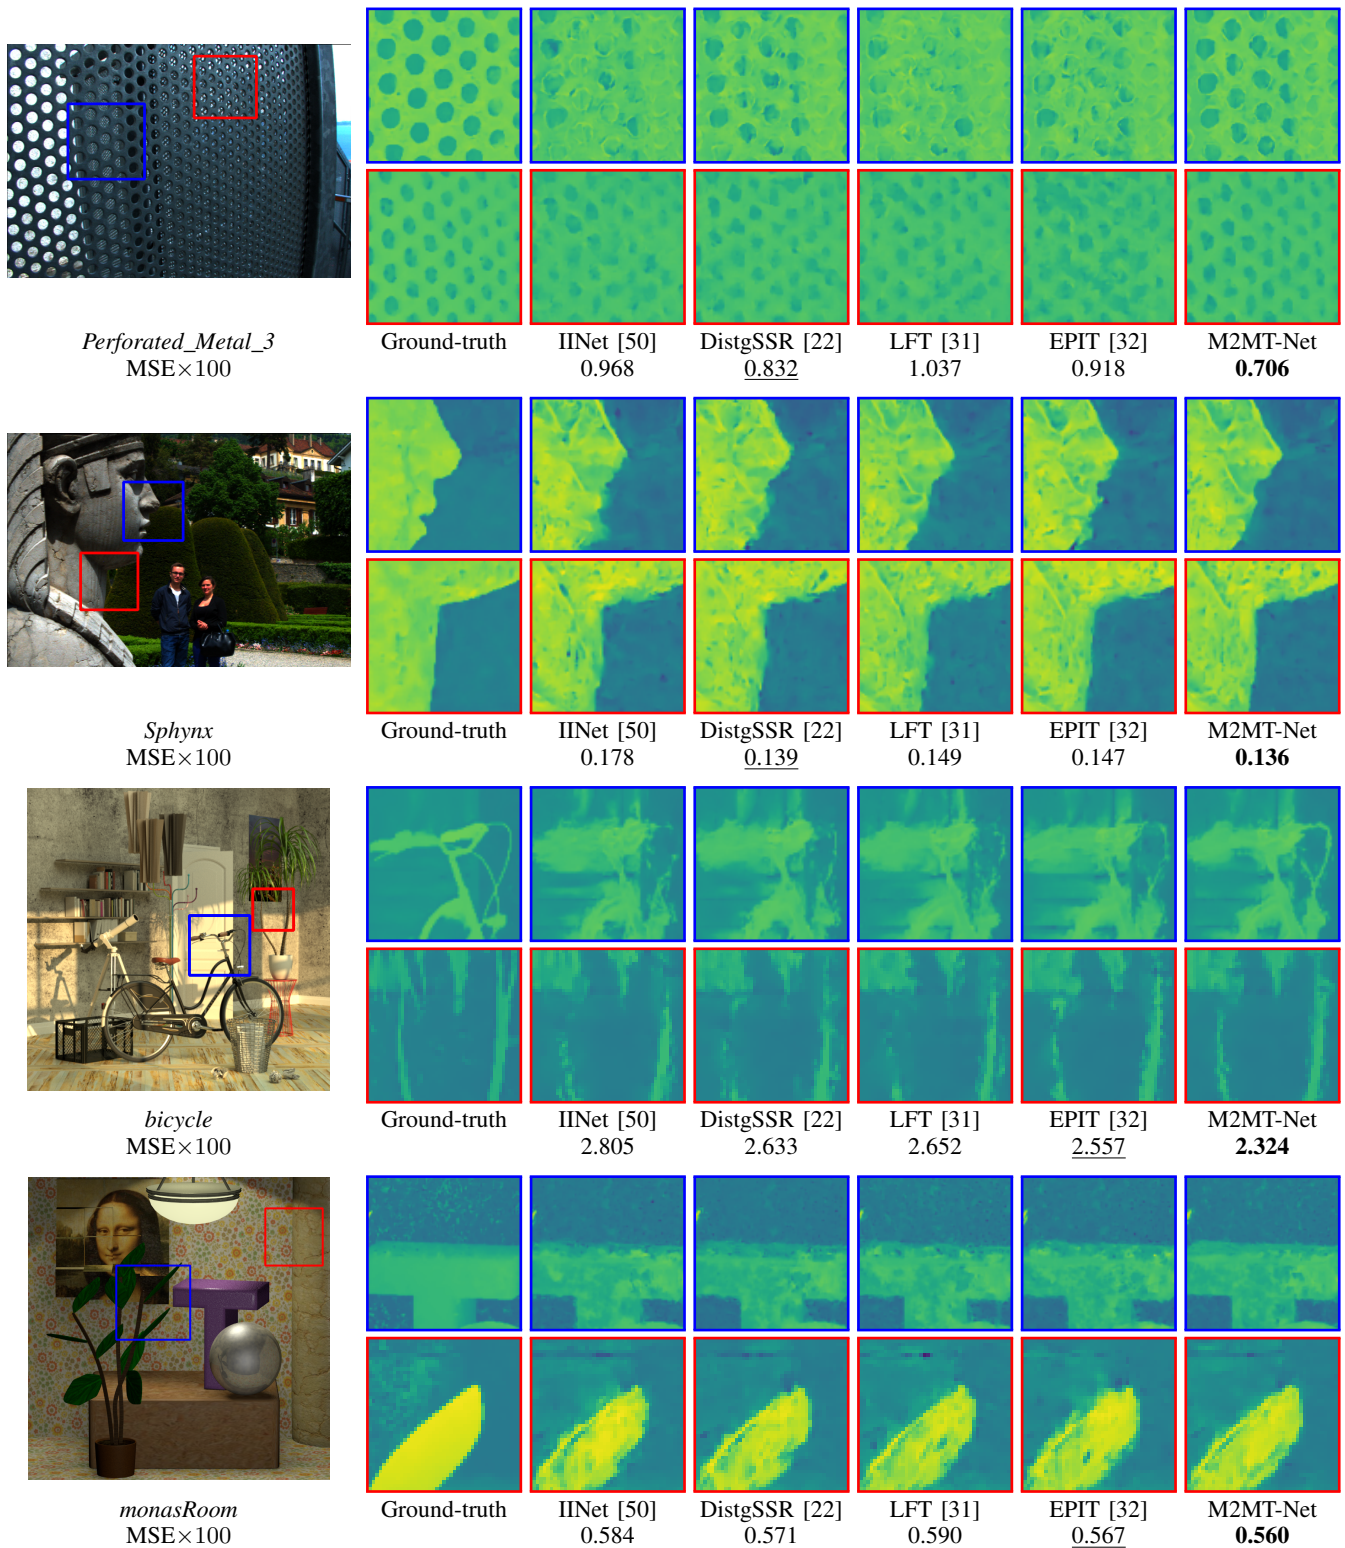 Perforated_Metal_3 Ground-truth IINet [50] DistgSSR [22] LFT [31] EPIT [32] M2MT-Net
MSE×100 0.968 0.832 1.037 0.918 0.706
Sphynx Ground-truth IINet [50] DistgSSR [22] LFT [31] EPIT [32] M2MT-Net
MSE×100 0.178 0.139 0.149 0.147 0.136
bicycle Ground-truth IINet [50] DistgSSR [22] LFT [31] EPIT [32] M2MT-Net
MSE×100 2.805 2.633 2.652 2.557 2.324
monasRoom Ground-truth IINet [50] DistgSSR [22] LFT [31] EPIT [32] M2MT-Net
MSE×100 0.584 0.571 0.590 0.567 0.560